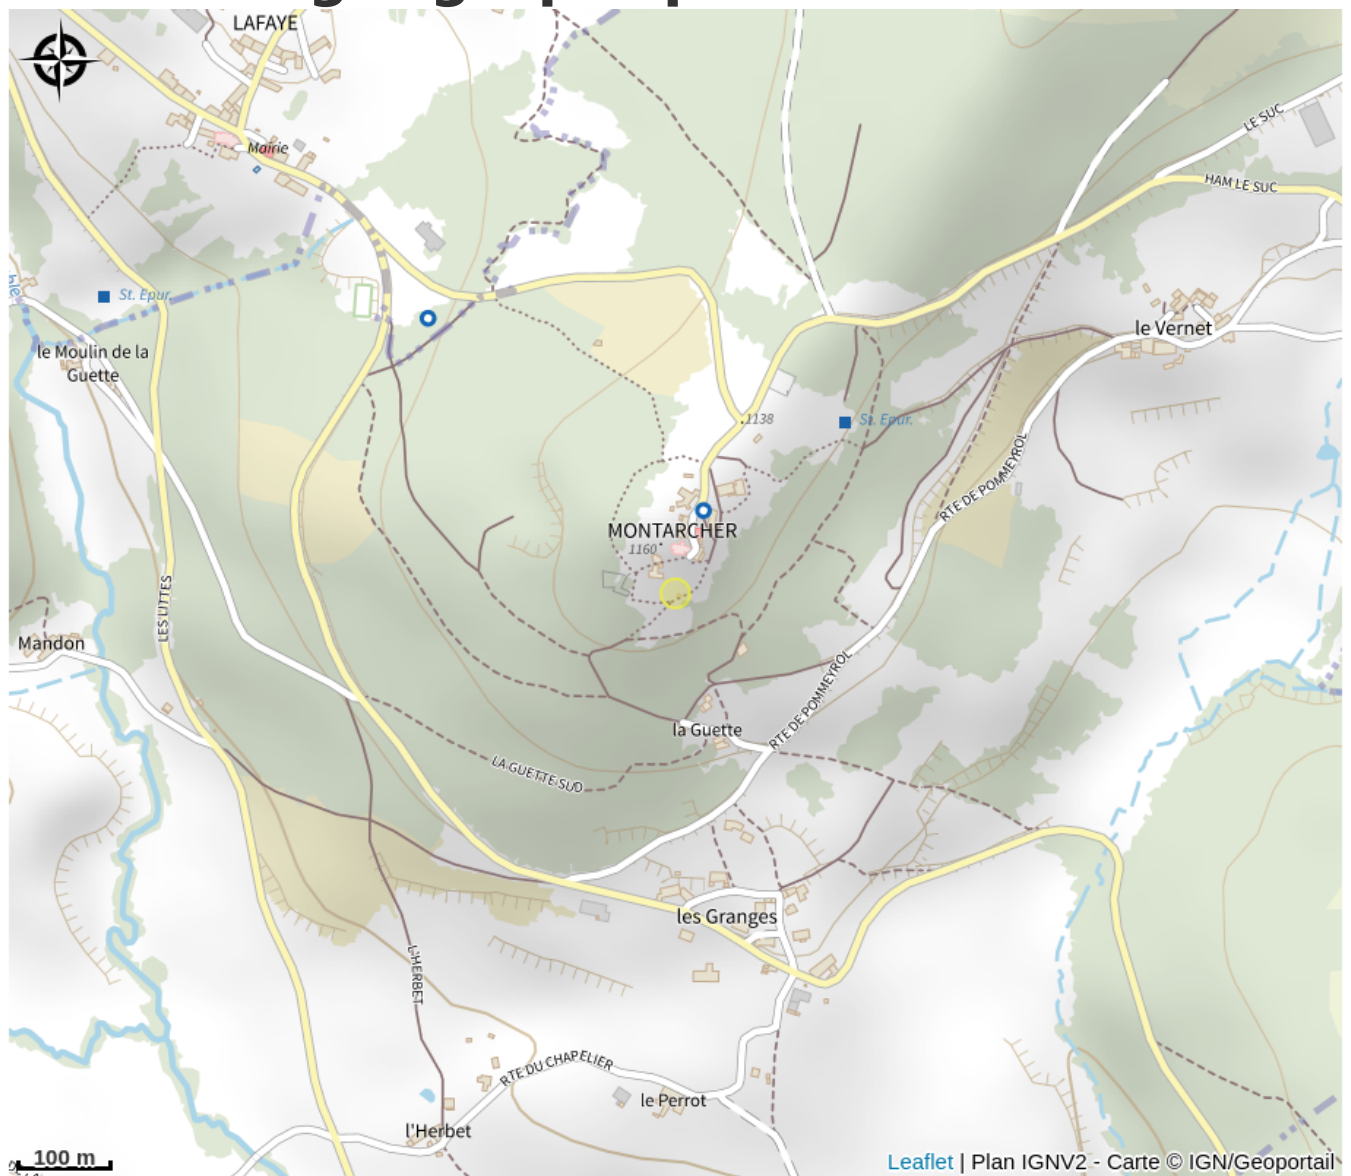 LAFAYE
LE SUC
Mairie
HAM LE SUC
St. Epur.
le Vernet
le Moulin de la
Guette
1138
St. Epur.
RTE DE POMMEYROL
MONTARCHER
1160
LES LITTES
Mandon
RTE DE POMMEYROL
la Guette
LA GUETTE SUD
les Granges
L'HERBET
RTE DU CHAPELIER
le Perrot
l'Herbet
100 m
Leaflet | Plan IGNV2 - Carte © IGN/Geoportail